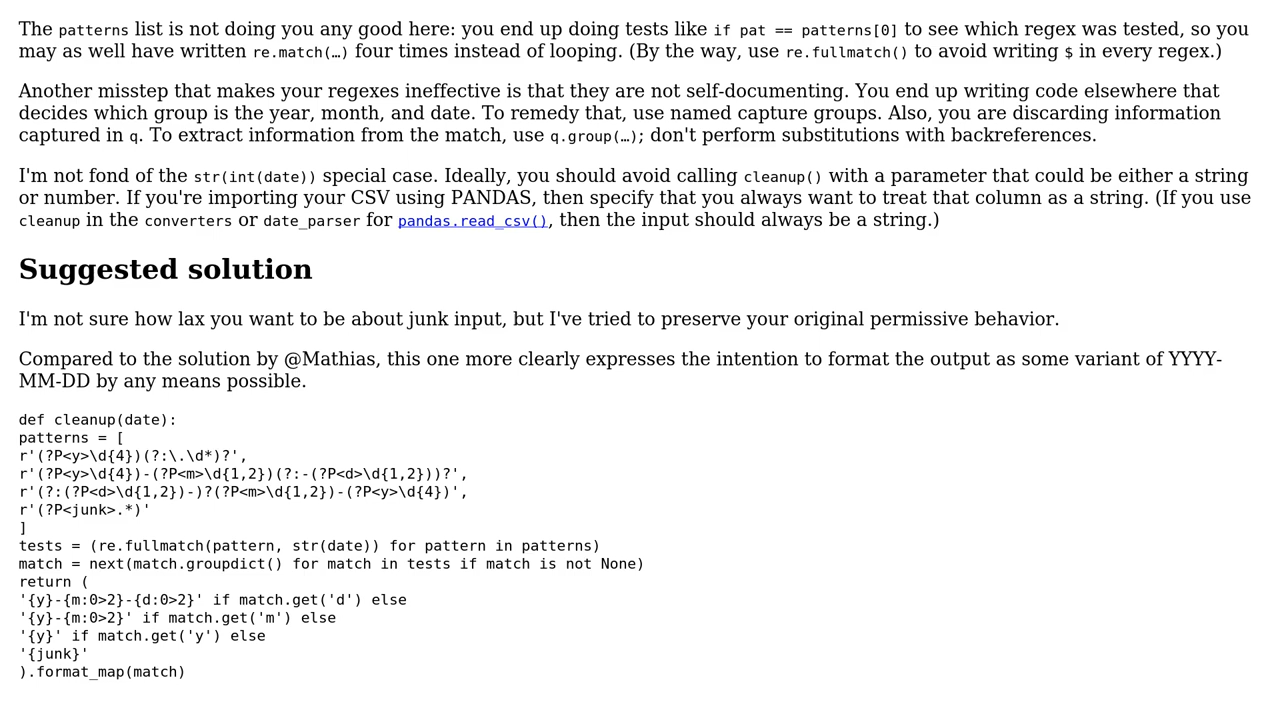 The patterns list is not doing you any good here: you end up doing tests like if pat == patterns[0] to see which regex was tested, so you
may as well have written re.match(…) four times instead of looping. (By the way, use re.fullmatch() to avoid writing $ in every regex.)
Another misstep that makes your regexes ineffective is that they are not self-documenting. You end up writing code elsewhere that
decides which group is the year, month, and date. To remedy that, use named capture groups. Also, you are discarding information
captured in q. To extract information from the match, use q.group(…); don't perform substitutions with backreferences.
I'm not fond of the str(int(date)) special case. Ideally, you should avoid calling cleanup() with a parameter that could be either a string
or number. If you're importing your CSV using PANDAS, then specify that you always want to treat that column as a string. (If you use
cleanup in the converters or date_parser for pandas.read_csv(), then the input should always be a string.)
Suggested solution
I'm not sure how lax you want to be about junk input, but I've tried to preserve your original permissive behavior.
Compared to the solution by @Mathias, this one more clearly expresses the intention to format the output as some variant of YYYY-
MM-DD by any means possible.
def cleanup(date):
patterns = [
r'(?P<y>\d{4})(?:\.\d*)?',
r'(?P<y>\d{4})-(?P<m>\d{1,2})(?:-(?P<d>\d{1,2}))?',
r'(?:(?P<d>\d{1,2})-)?(?P<m>\d{1,2})-(?P<y>\d{4})',
r'(?P<junk>.*)'
]
tests = (re.fullmatch(pattern, str(date)) for pattern in patterns)
match = next(match.groupdict() for match in tests if match is not None)
return (
'{y}-{m:0>2}-{d:0>2}' if match.get('d') else
'{y}-{m:0>2}' if match.get('m') else
'{y}' if match.get('y') else
'{junk}'
).format_map(match)